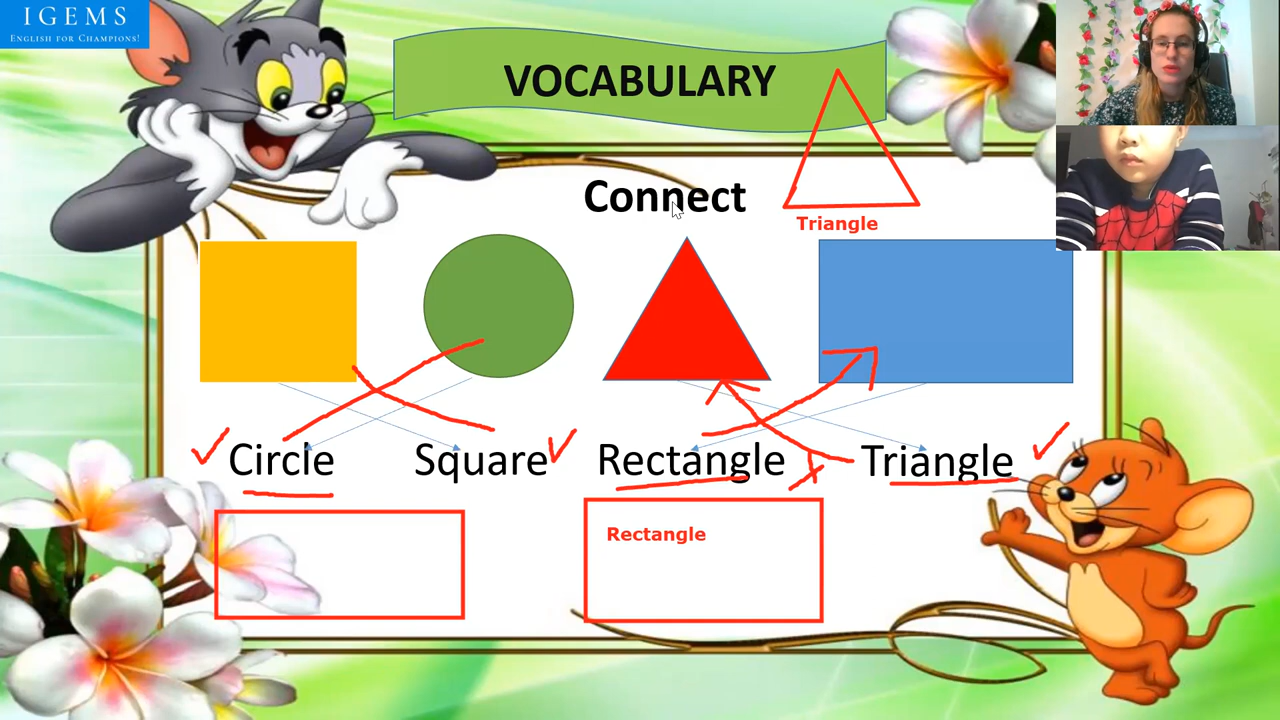 IGEMS
ENGLISH FOR CHAMPIONS!
VOCABULARY
Connect
Triangle
Circle Square Rectangle Triangle
Rectangle